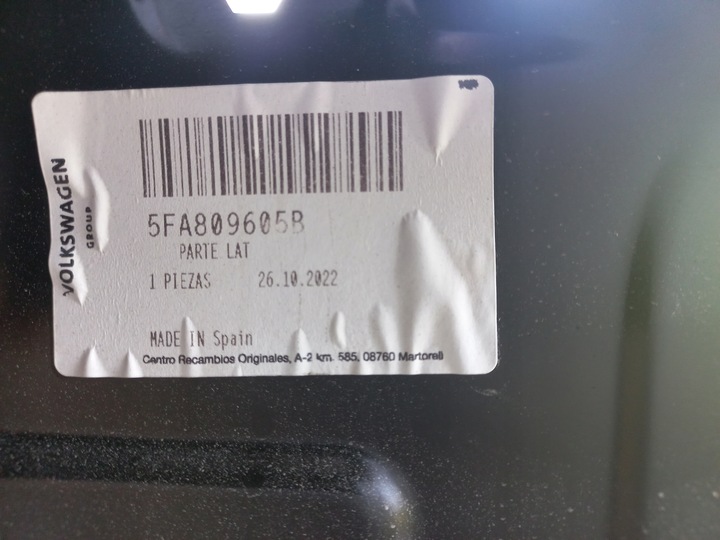 VOLKSWAGEN
GROUP
5FA809605B
PARTE LAT
1 PIEZAS 26.10.2022
MADE IN Spain
Centro Recambios Originales, A-2 km. 585, 08760 Martorell